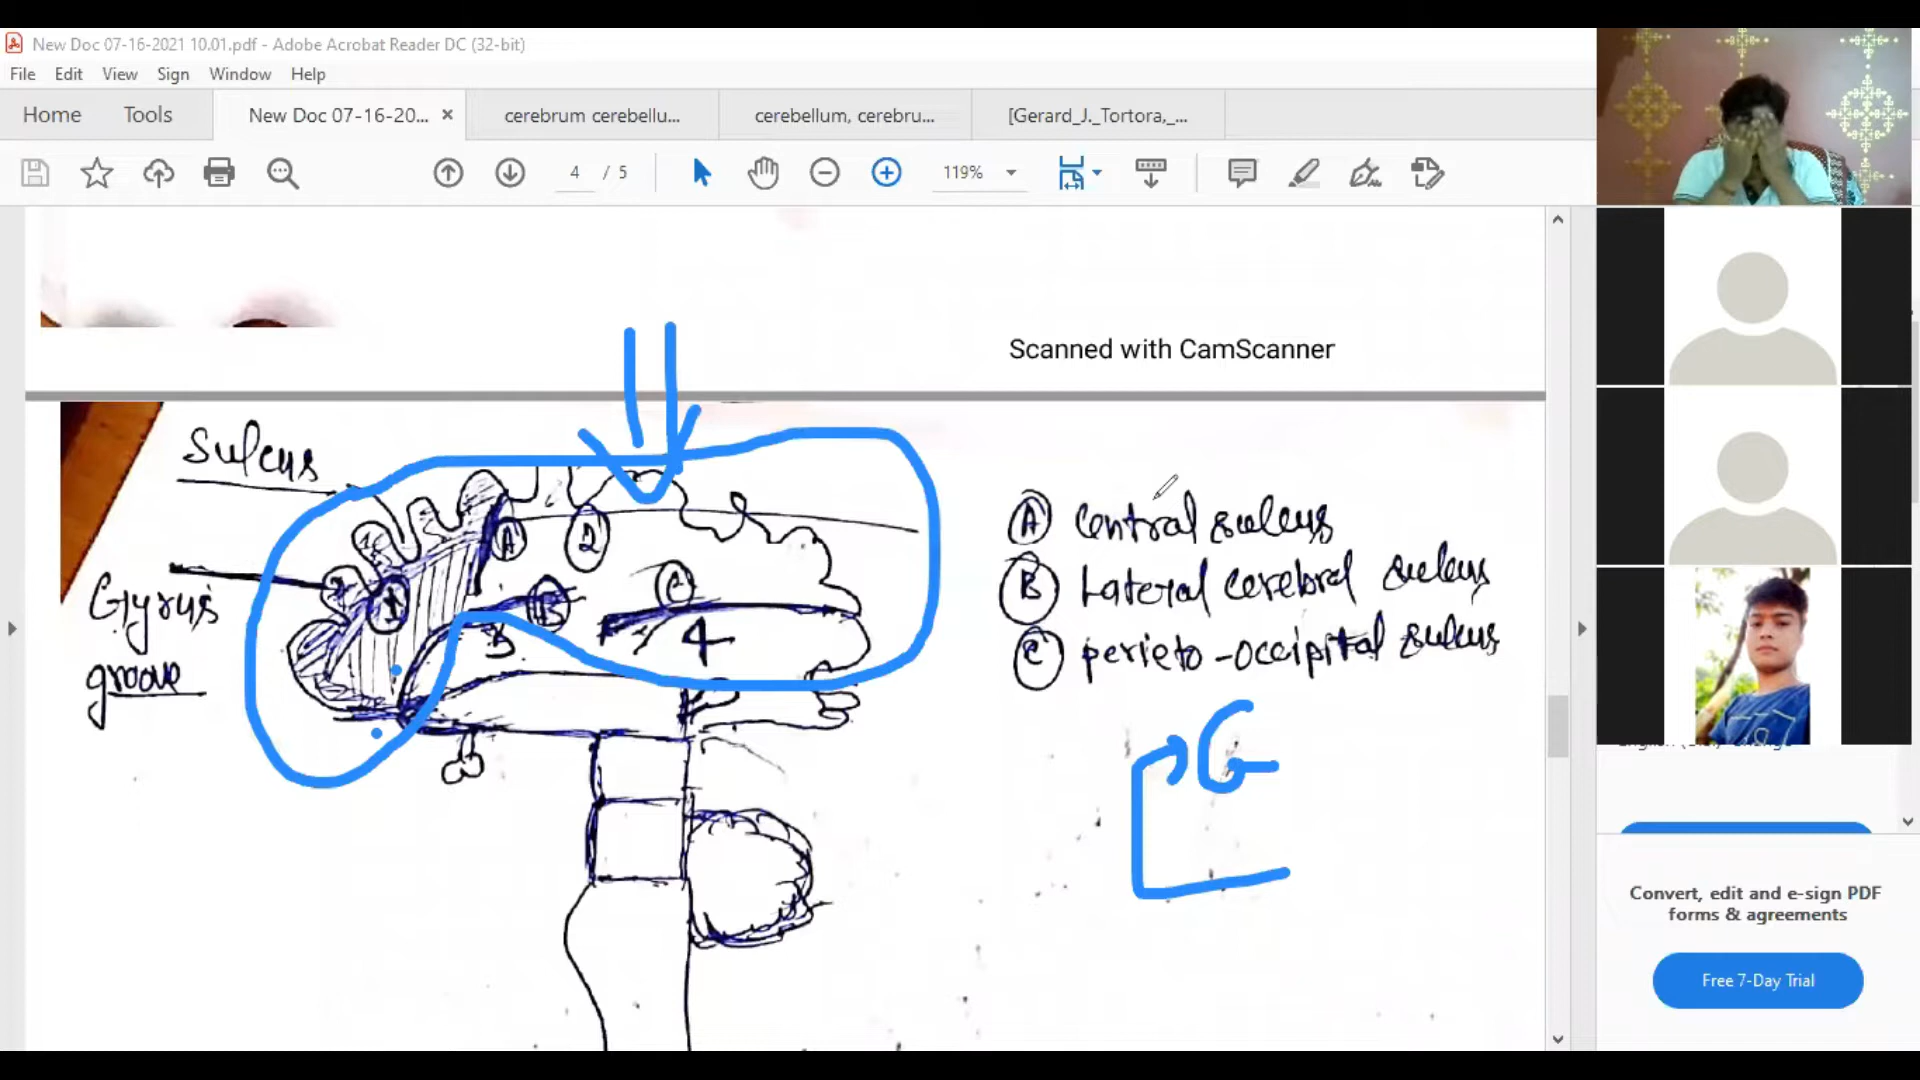 New Doc 07-16-2021 10.01.pdf - Adobe Acrobat Reader DC (32-bit)
File Edit View Sign Window Help
Home Tools New Doc 07-16-20... × cerebrum cerebellu... cerebellum, cerebru... [Gerard_J._Tortora,_...
4 / 5 119%
Scanned with CamScanner
Sulcus
A 2
Gyrus 1 B C
3 4
groove
A central sulcus
B Lateral cerebral sulcus
C perieto-occipital sulcus
G
Convert, edit and e-sign PDF
forms & agreements
Free 7-Day Trial